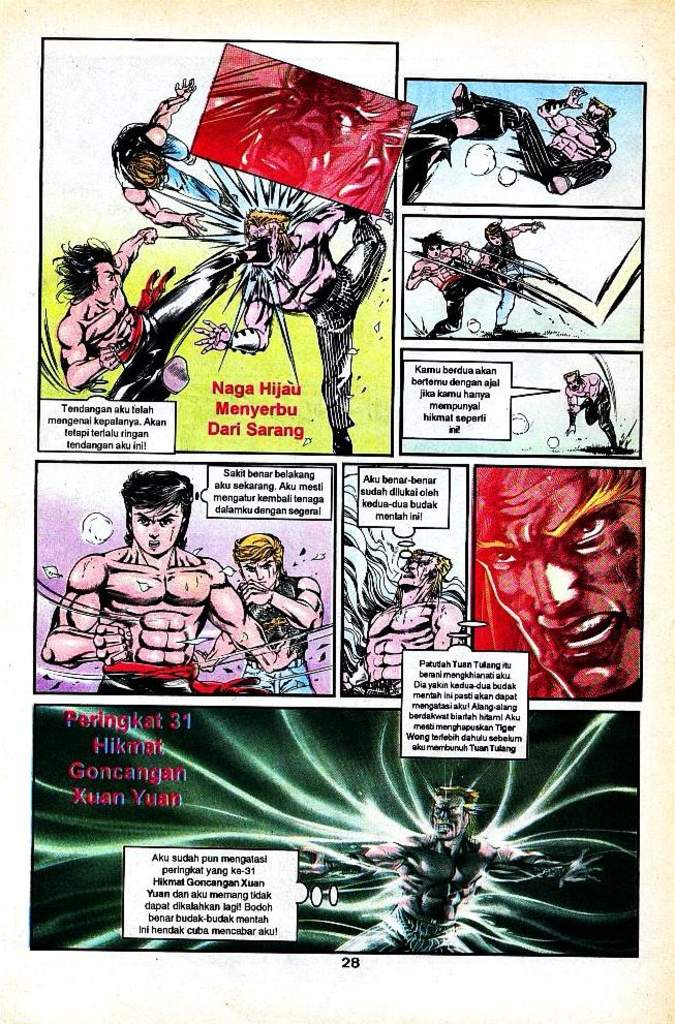 Naga Hijau
Menyerbu
Dari Sarang
Tendangan aku telah
mengenai kepalanya. Akan
tetapi terlalu ringan
tendangan aku ini!
Kamu berdua akan
bertemu dengan ajal
jika kamu hanya
mempunyai
hikmat seperti
ini!
Sakit benar belakang
aku sekarang. Aku mesti
mengatur kembali tenaga
dalamku dengan segera!
Aku benar-benar
sudah dilukai oleh
kedua-dua budak
mentah ini!
Patutlah Tuan Tulang itu
berani mengkhianati aku.
Dia yakin kedua-dua budak
mentah ini pasti akan dapat
mengatasi aku! Alang-alang
berdakwat biarlah hitam! Aku
mesti menghapuskan Tiger
Wong terlebih dahulu sebelum
aku membunuh Tuan Tulang
Peringkat 31
Hikmat
Goncangan
Xuan Yuan
Aku sudah pun mengatasi
peringkat yang ke-31
Hikmat Goncangan Xuan
Yuan dan aku memang tidak
dapat dikalahkan lagi! Bodoh
benar budak-budak mentah
ini hendak cuba mencabar aku!
28